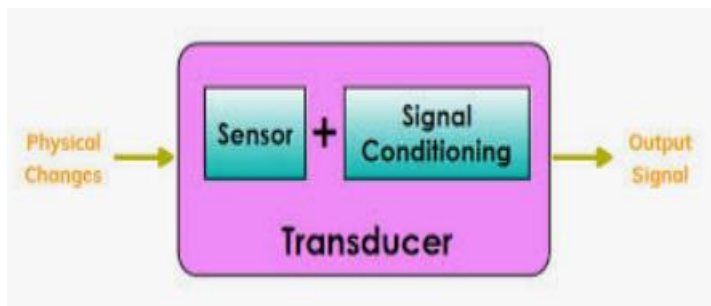 Physical
Changes
Sensor
+
Signal
Conditioning
Transducer
Output
Signal